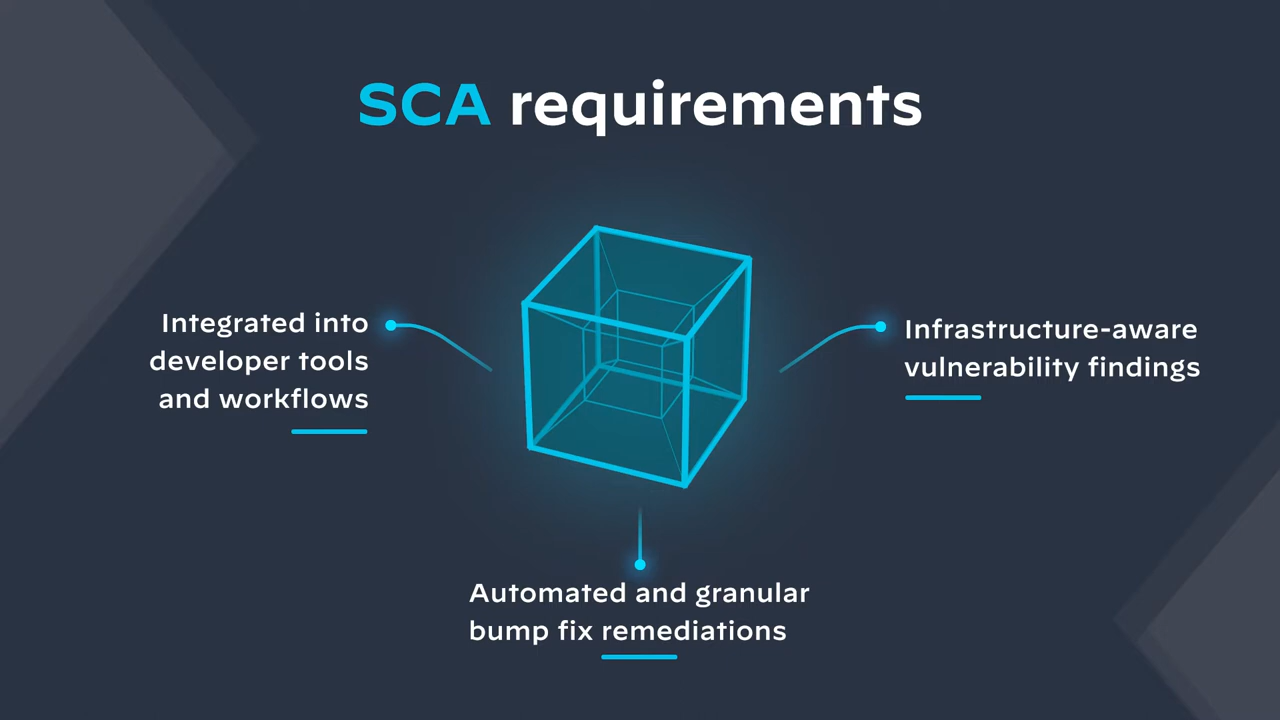 SCA requirements
Integrated into
developer tools
and workflows
Infrastructure-aware
vulnerability findings
Automated and granular
bump fix remediations